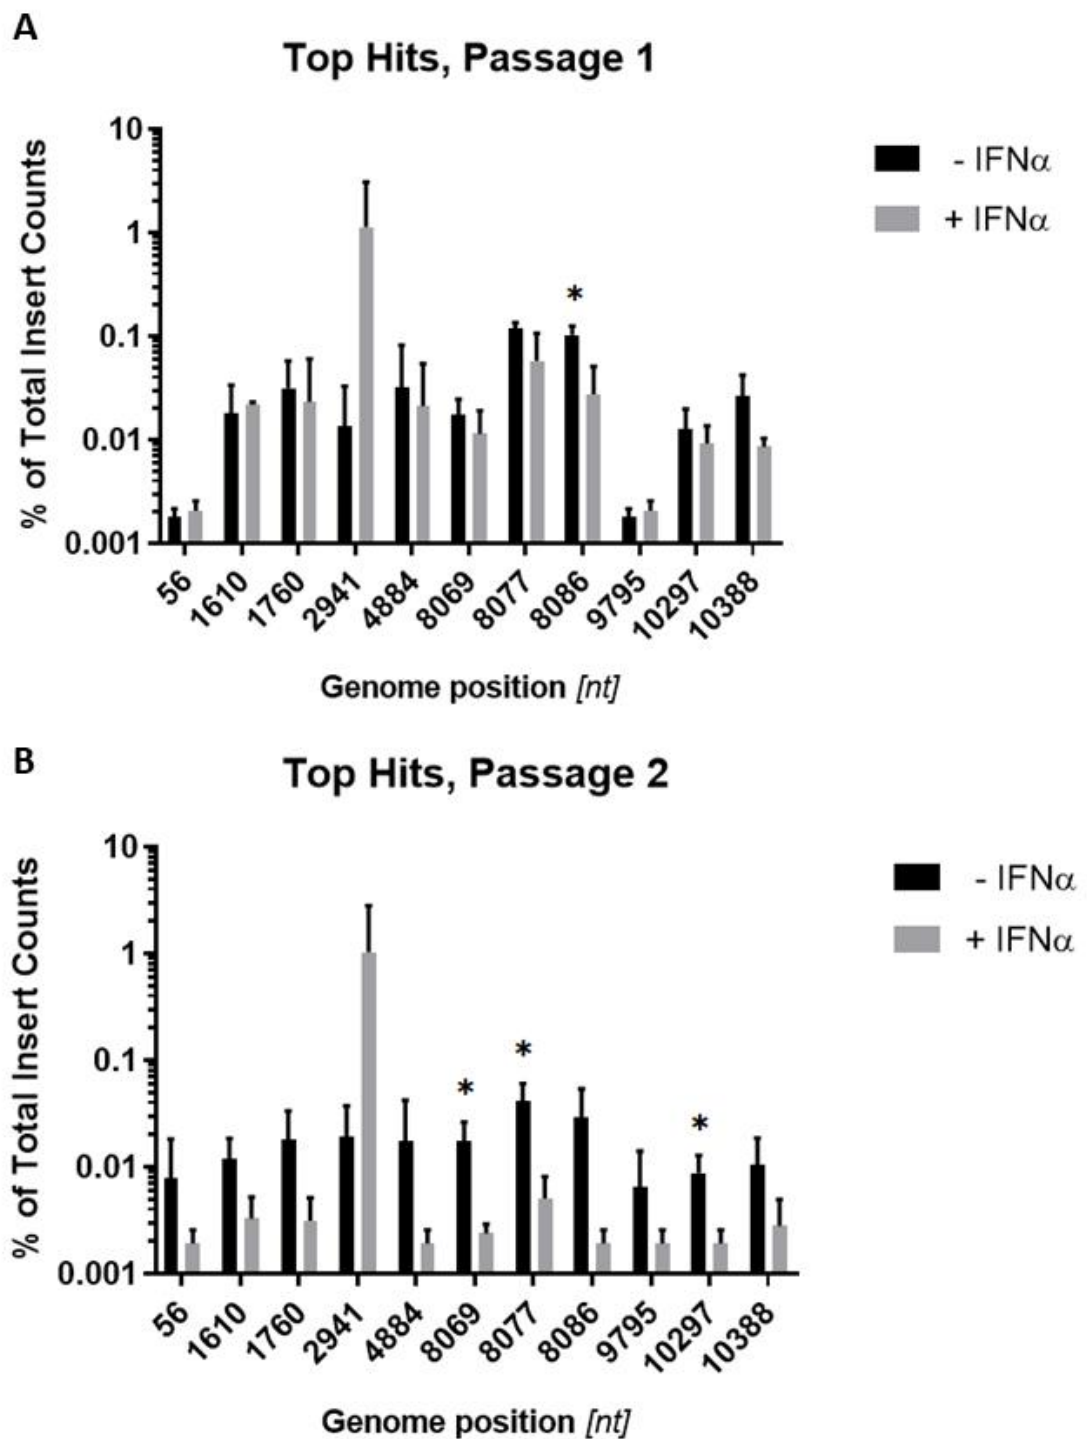 A
Top Hits, Passage 1
% of Total Insert Counts
10
1
0.1
0.01
0.001
- IFNα
+ IFNα
56 1610 1760 2941 4884 8069 8077 8086 9795 10297 10388
*
Genome position [nt]
B
Top Hits, Passage 2
% of Total Insert Counts
10
1
0.1
0.01
0.001
- IFNα
+ IFNα
* * *
56 1610 1760 2941 4884 8069 8077 8086 9795 10297 10388
Genome position [nt]